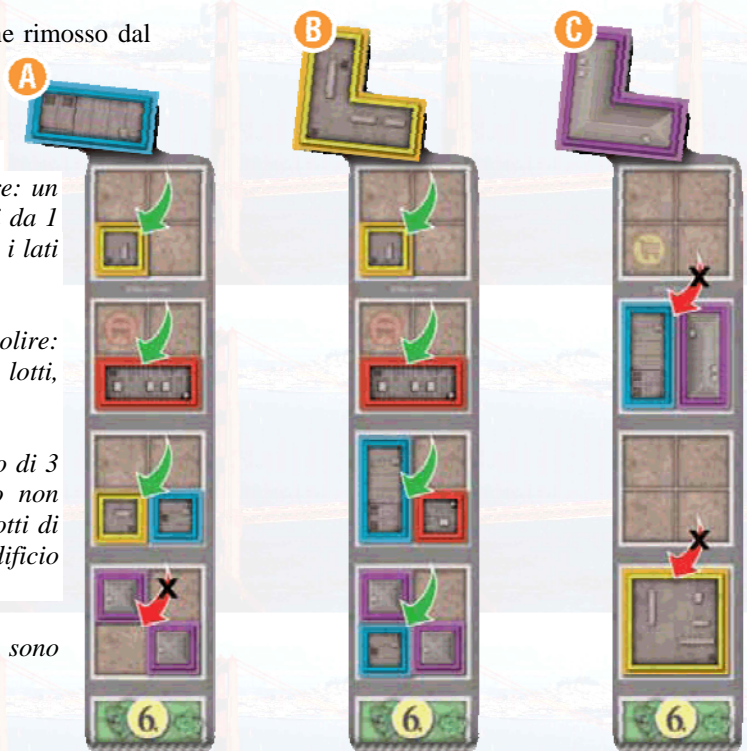 ne rimosso dal
A
B
C
re: un
da 1
i lati
olire:
lotti,
o di 3
o non
otti di
dificio
sono
6
6
6